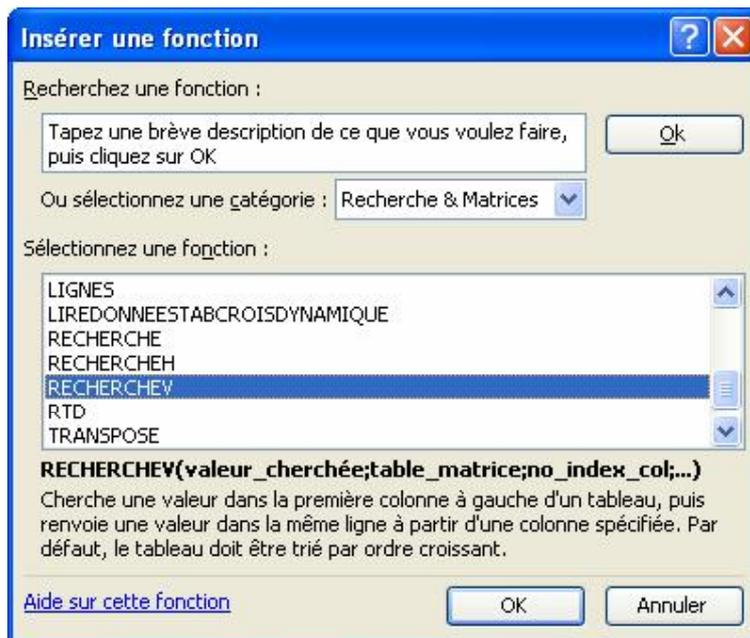 Insérer une fonction
Recherchez une fonction :
Tapez une brève description de ce que vous voulez faire,
puis cliquez sur OK
Ok
Ou sélectionnez une catégorie : Recherche & Matrices
Sélectionnez une fonction :
LIGNES
LIREDONNEESTABCROISDYNAMIQUE
RECHERCHE
RECHERCHEH
RECHERCHEV
RTD
TRANSPOSE
RECHERCHEV(valeur_cherchée;table_matrice;no_index_col;...)
Cherche une valeur dans la première colonne à gauche d'un tableau, puis
renvoie une valeur dans la même ligne à partir d'une colonne spécifiée. Par
défaut, le tableau doit être trié par ordre croissant.
Aide sur cette fonction
OK
Annuler